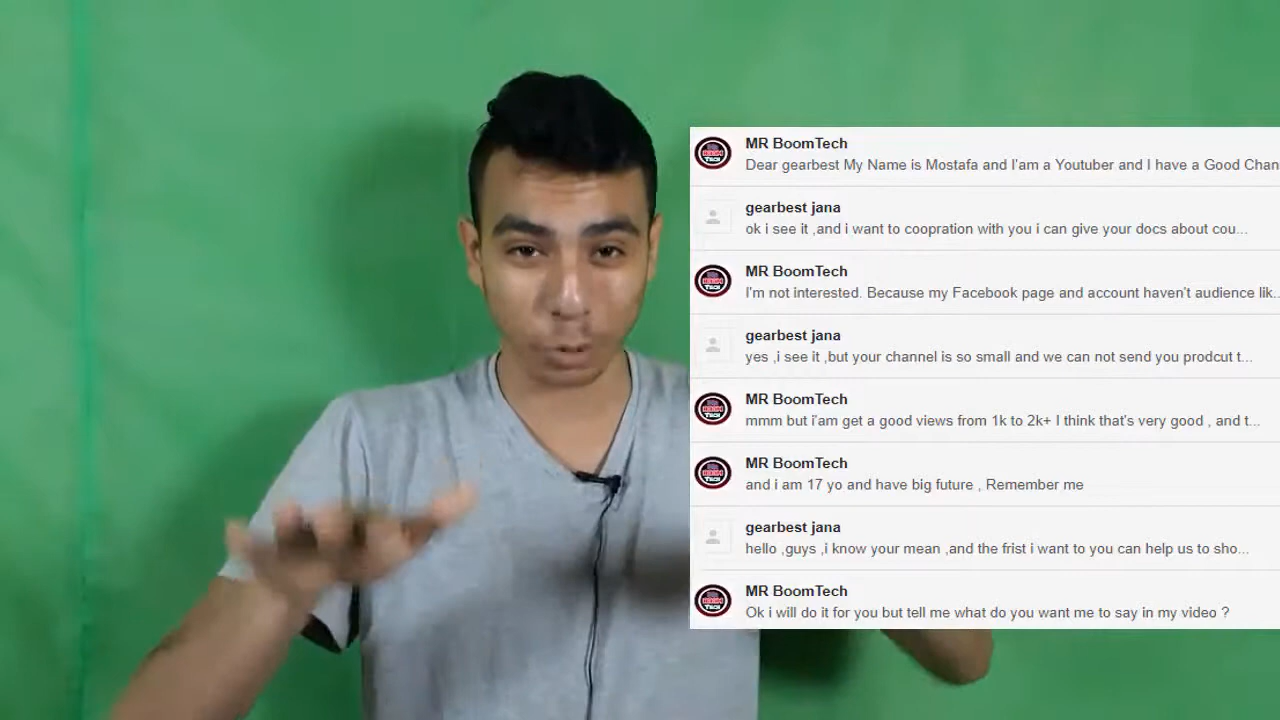 MR BoomTech
Dear gearbest My Name is Mostafa and I'am a Youtuber and I have a Good Chan
gearbest jana
ok i see it ,and i want to coopration with you i can give your docs about cou...
MR BoomTech
I'm not interested. Because my Facebook page and account haven't audience lik...
gearbest jana
yes ,i see it ,but your channel is so small and we can not send you prodcut t...
MR BoomTech
mmm but i'am get a good views from 1k to 2k+ I think that's very good , and t...
MR BoomTech
and i am 17 yo and have big future , Remember me
gearbest jana
hello ,guys ,i know your mean ,and the frist i want to you can help us to sho...
MR BoomTech
Ok i will do it for you but tell me what do you want me to say in my video ?